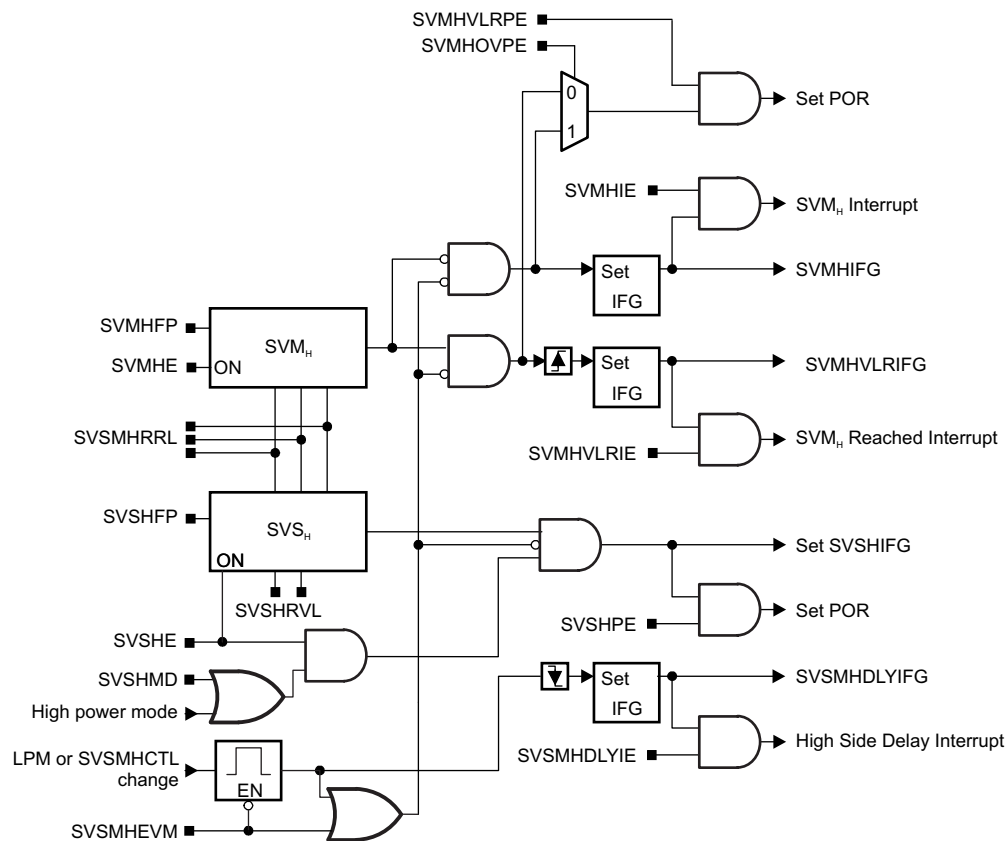 SVMHVLRPE
SVMHOVPE
0
1
Set POR
SVMHIE
SVMH Interrupt
Set
IFG
SVMHIFG
SVMHFP
SVMHE
ON
SVMH
Set
IFG
SVMHVLRIFG
SVSMHRRL
SVMHVLRIE
SVMH Reached Interrupt
SVSHFP
SVSH
ON
Set SVSHIFG
SVSHRVL
SVSHPE
Set POR
SVSHE
SVSHMD
High power mode
Set
IFG
SVSMHDLYIFG
LPM or SVSMHCTL
change
EN
SVSMHDLYIE
High Side Delay Interrupt
SVSMHEVM